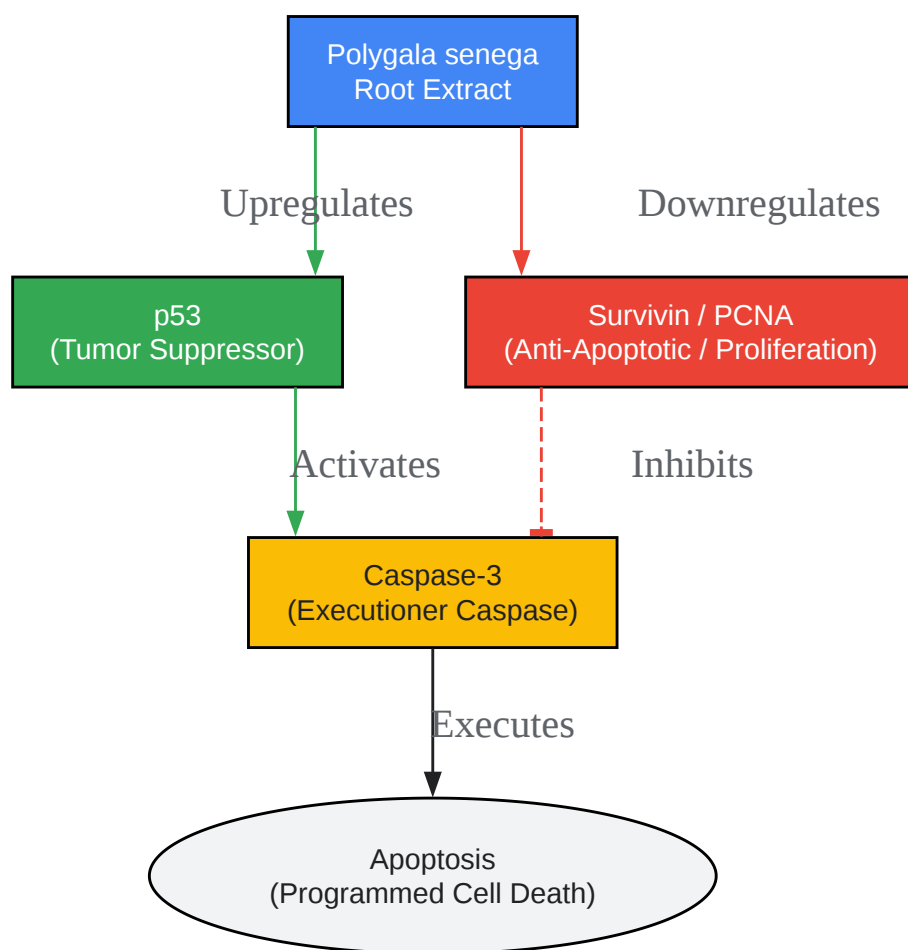 Polygala senega
Root Extract
Upregulates
Downregulates
p53
(Tumor Suppressor)
Survivin / PCNA
(Anti-Apoptotic / Proliferation)
Activates
Inhibits
Caspase-3
(Executioner Caspase)
Executes
Apoptosis
(Programmed Cell Death)